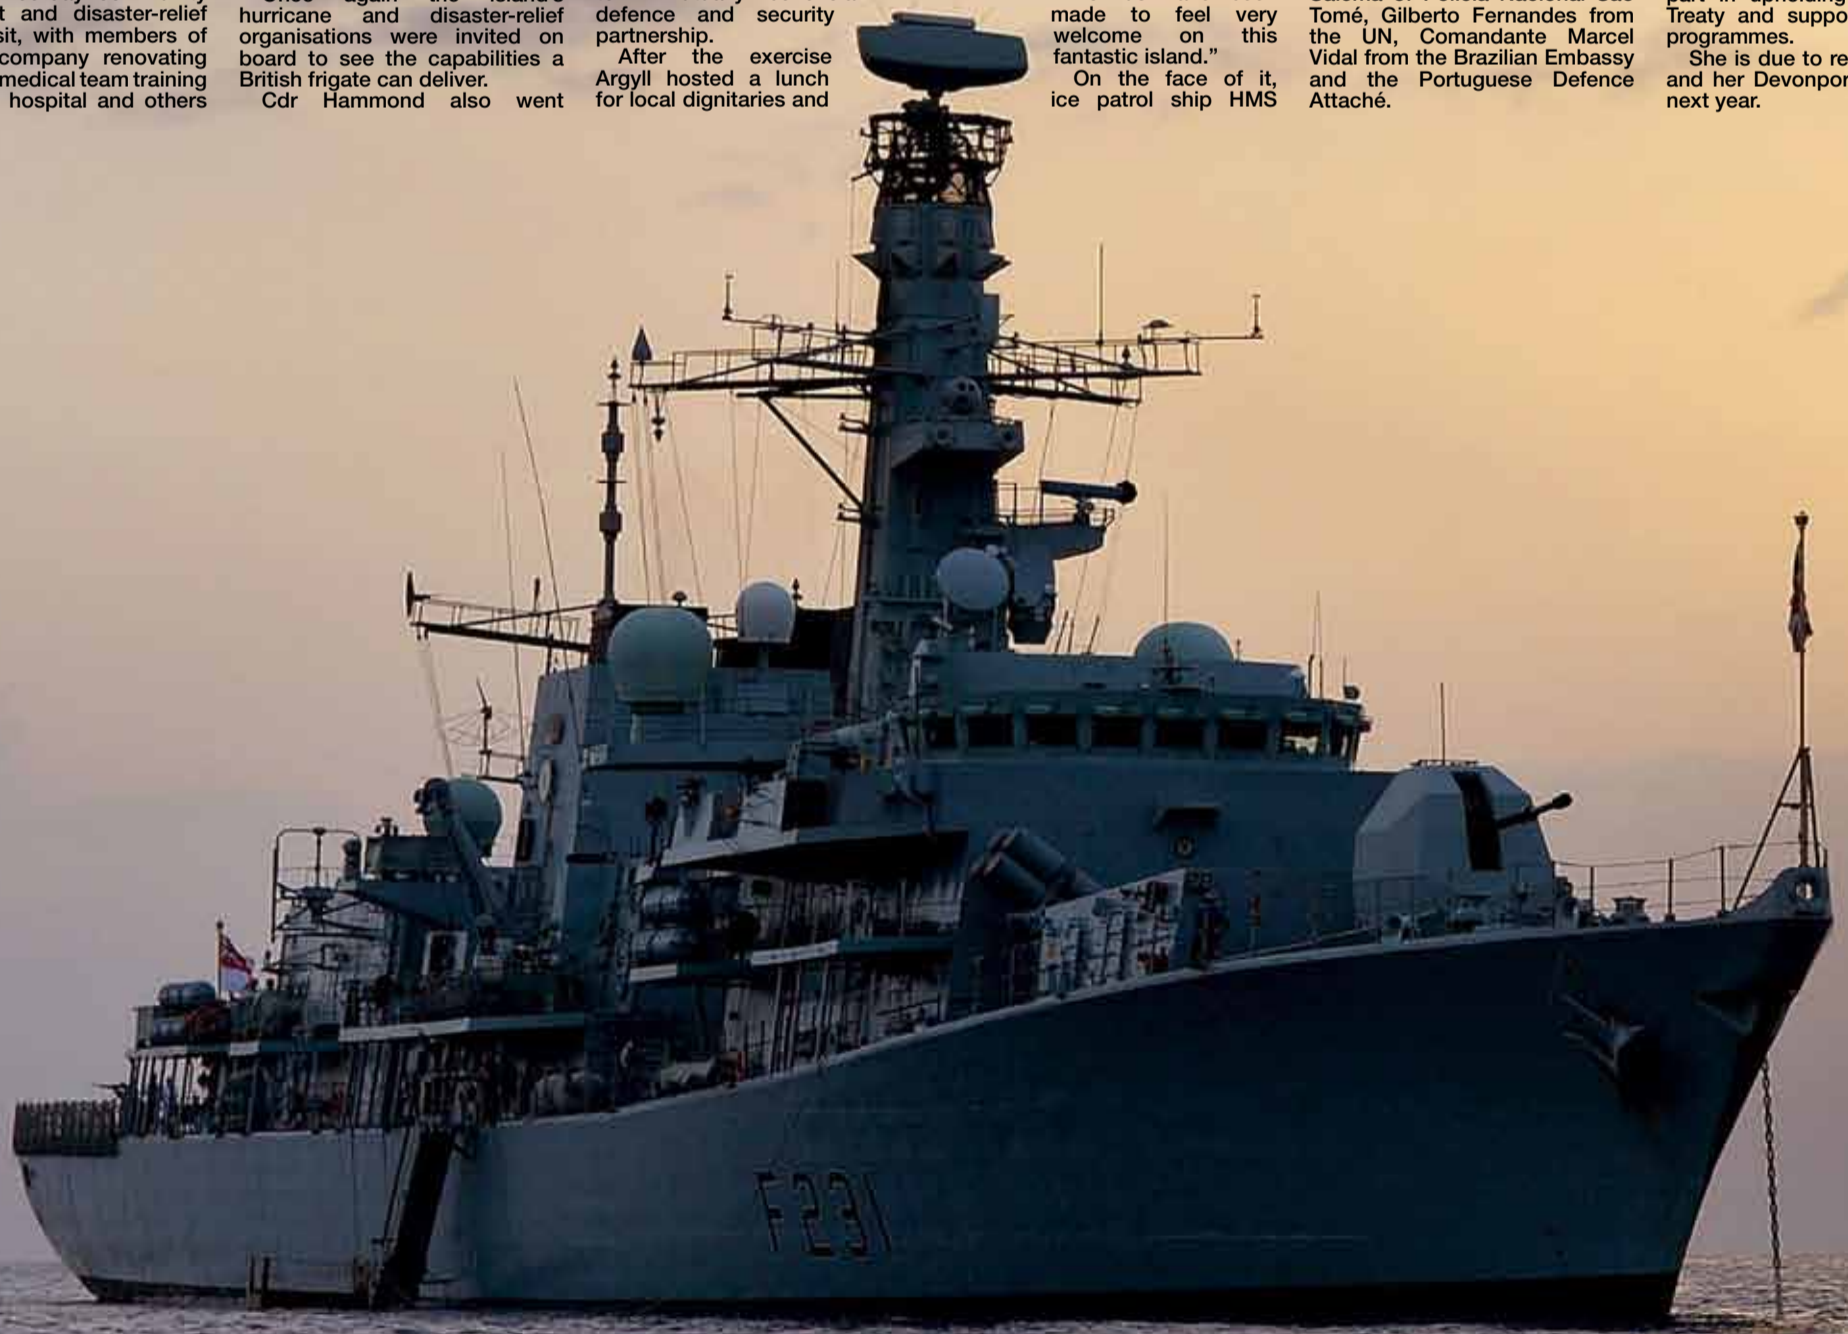 t and disaster-relief
sit, with members of
company renovating
medical team training
hospital and others
hurricane and disaster-relief
organisations were invited on
board to see the capabilities a
British frigate can deliver.
Cdr Hammond also went
defence and security
partnership.
After the exercise
Argyll hosted a lunch
for local dignitaries and
made to feel very
welcome on this
fantastic island.”
On the face of it,
ice patrol ship HMS
Tomé, Gilberto Fernandes from
the UN, Comandante Marcel
Vidal from the Brazilian Embassy
and the Portuguese Defence
Attaché.
Treaty and suppo
programmes.
She is due to re
and her Devonpor
next year.
F231